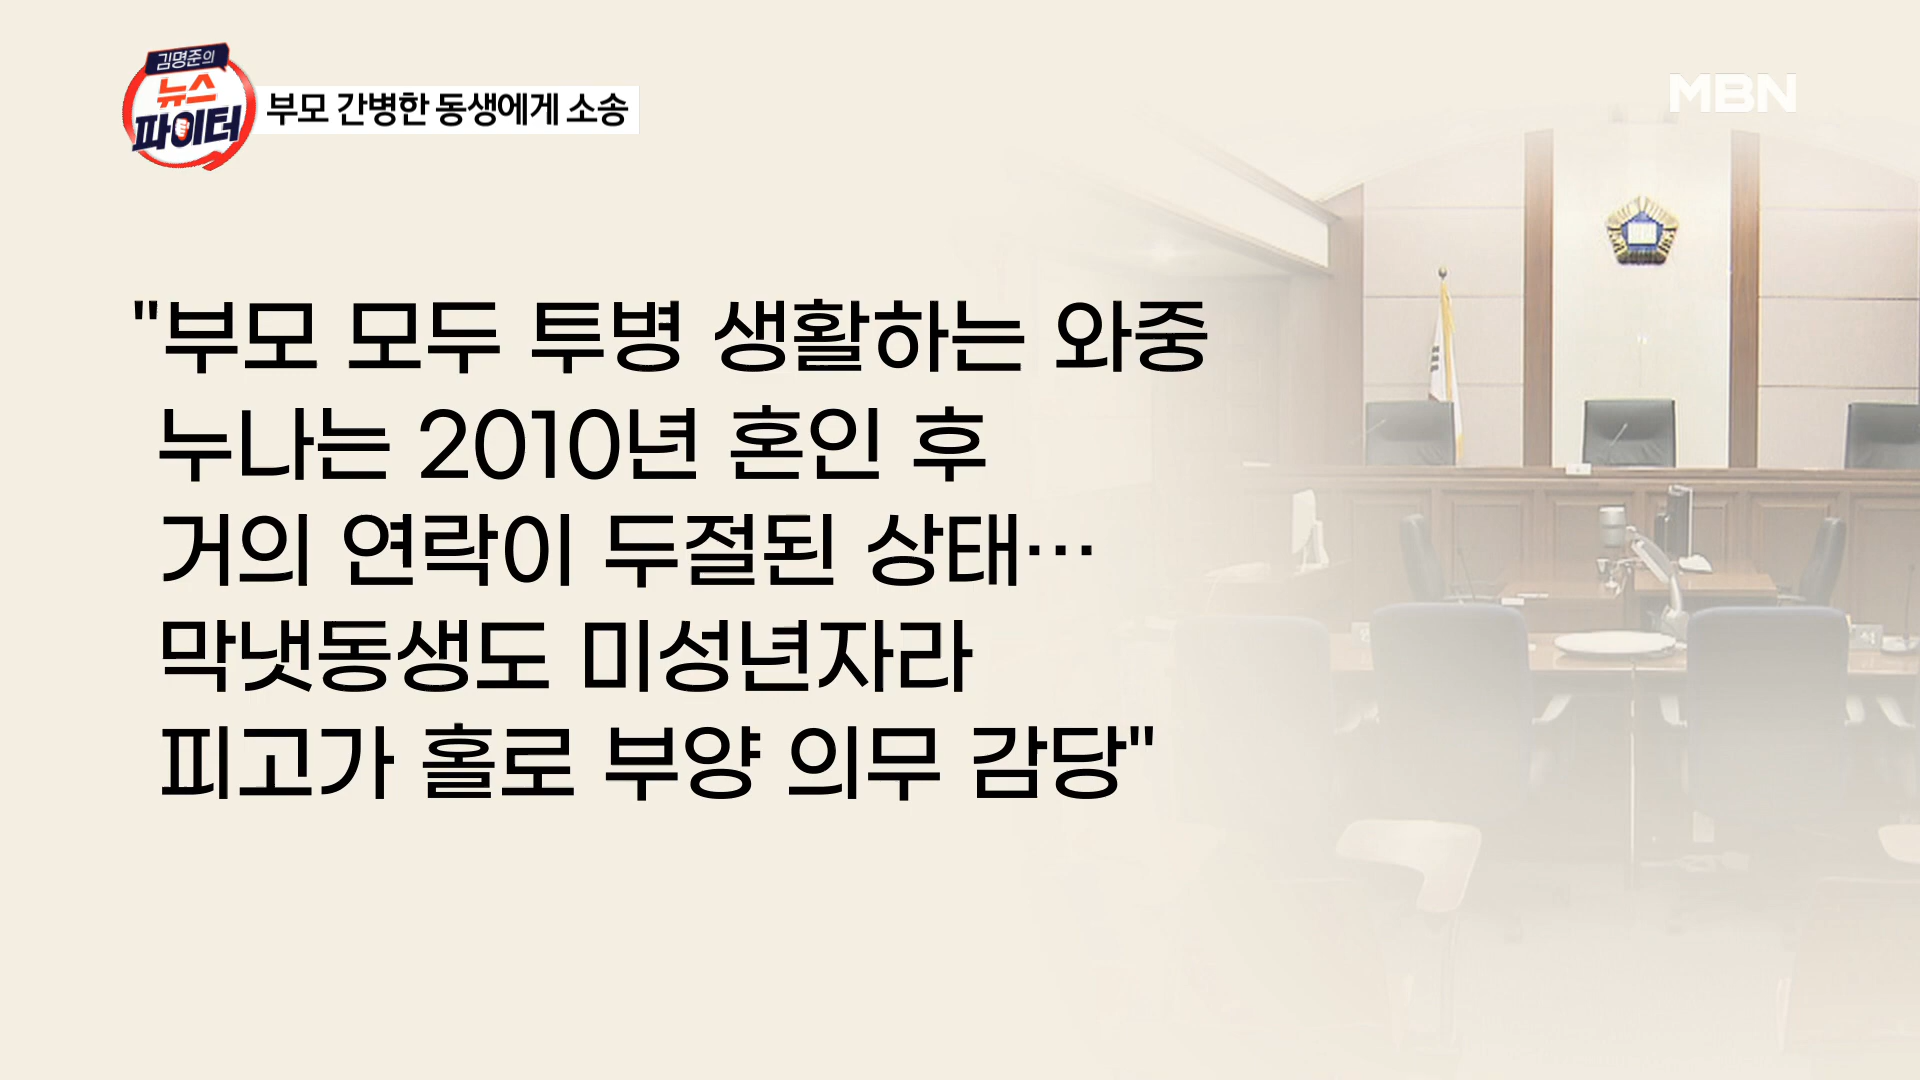 김명준의
뉴스
파이터
부모 간병한 동생에게 소송
MBN
"부모 모두 투병 생활하는 와중
누나는 2010년 혼인 후
거의 연락이 두절된 상태…
막냇동생도 미성년자라
피고가 홀로 부양 의무 감당"